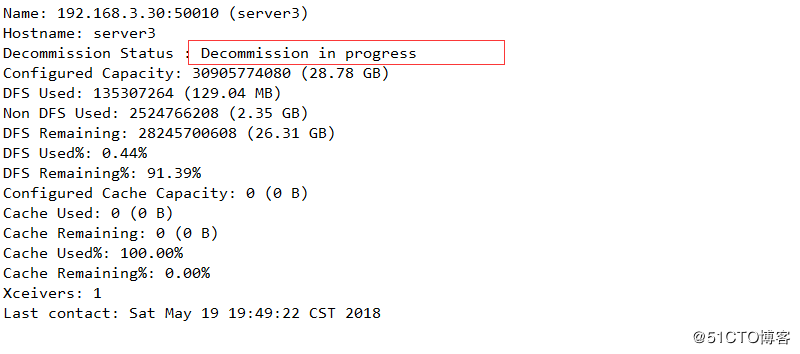 Name: 192.168.3.30:50010 (server3)
Hostname: server3
Decommission Status : Decommission in progress
Configured Capacity: 30905774080 (28.78 GB)
DFS Used: 135307264 (129.04 MB)
Non DFS Used: 2524766208 (2.35 GB)
DFS Remaining: 28245700608 (26.31 GB)
DFS Used%: 0.44%
DFS Remaining%: 91.39%
Configured Cache Capacity: 0 (0 B)
Cache Used: 0 (0 B)
Cache Remaining: 0 (0 B)
Cache Used%: 100.00%
Cache Remaining%: 0.00%
Xceivers: 1
Last contact: Sat May 19 19:49:22 CST 2018
@51CTO博客